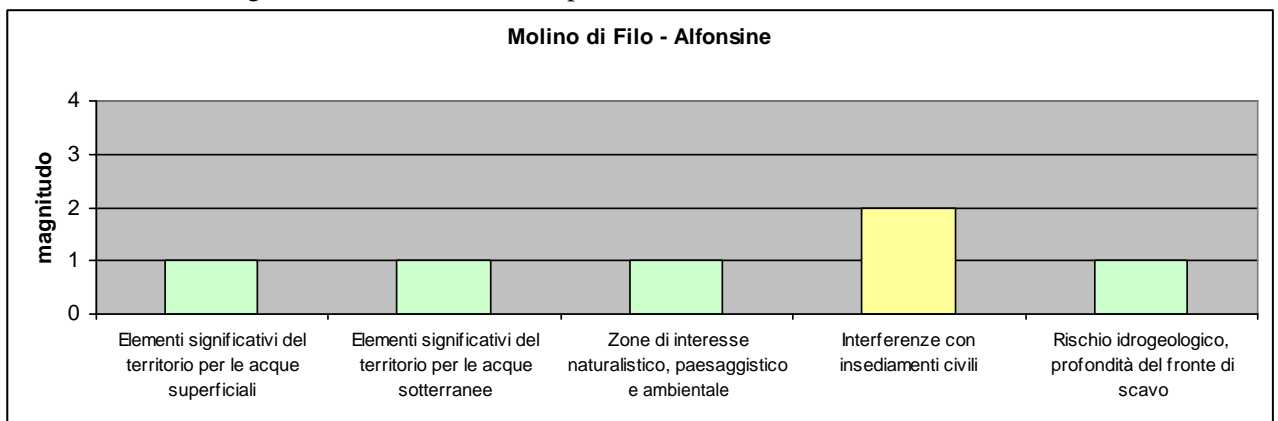 Molino di Filo - Alfonsine
magnitudo
4
3
2
1
0
Elementi significativi del
territorio per le acque
superficiali
Elementi significativi del
territorio per le acque
sotterranee
Zone di interesse
naturalistico, paesaggistico
e ambientale
Interferenze con
insediamenti civili
Rischio idrogeologico,
profondità del fronte di
scavo